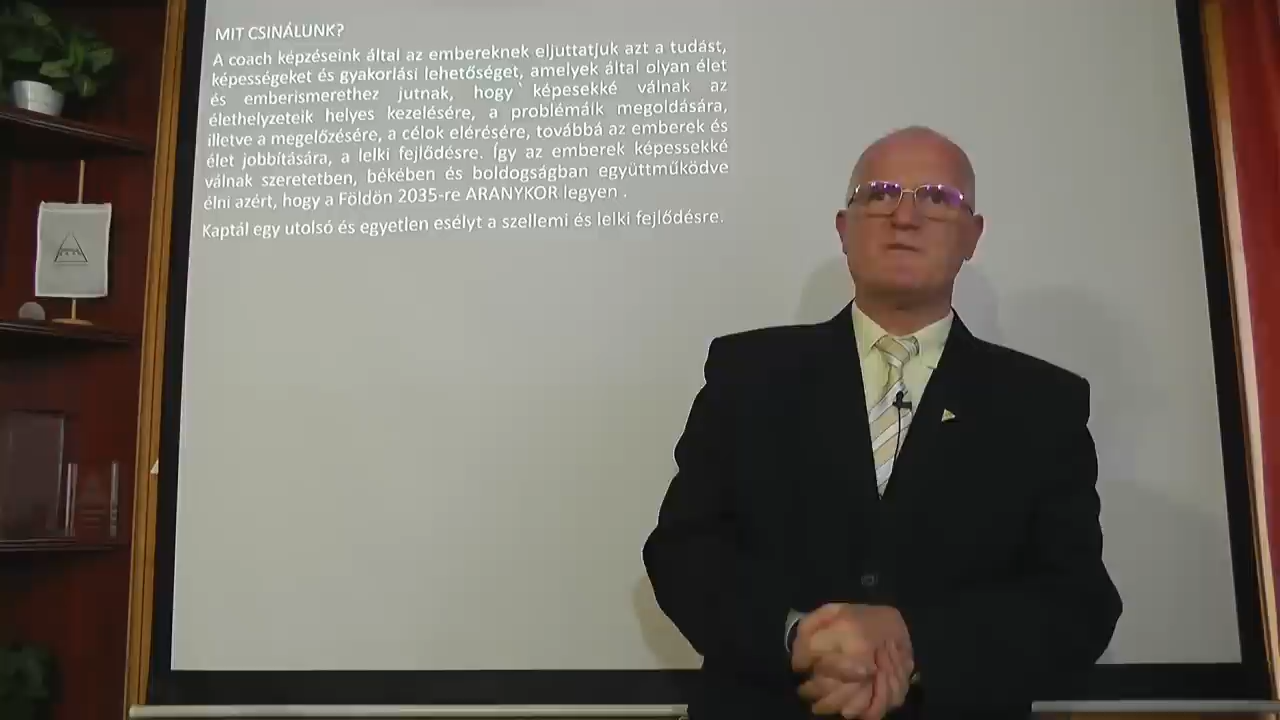 MIT CSINÁLUNK?
A coach képzéseink által az embereknek eljuttatjuk azt a tudást,
képességeket és gyakorlási lehetőséget, amelyek által olyan élet
és emberismerethez jutnak, hogy képesekké válnak az
élethelyzeteik helyes kezelésére, a problémáik megoldására,
illetve a megelőzésére, a célok elérésére, továbbá az emberek és
élet jobbítására, a lelki fejlődésre. Így az emberek képessekké
válnak szeretetben, békében és boldogságban együttműködve
élni azért, hogy a Földön 2035-re ARANYKOR legyen .
Kaptál egy utolsó és egyetlen esélyt a szellemi és lelki fejlődésre.